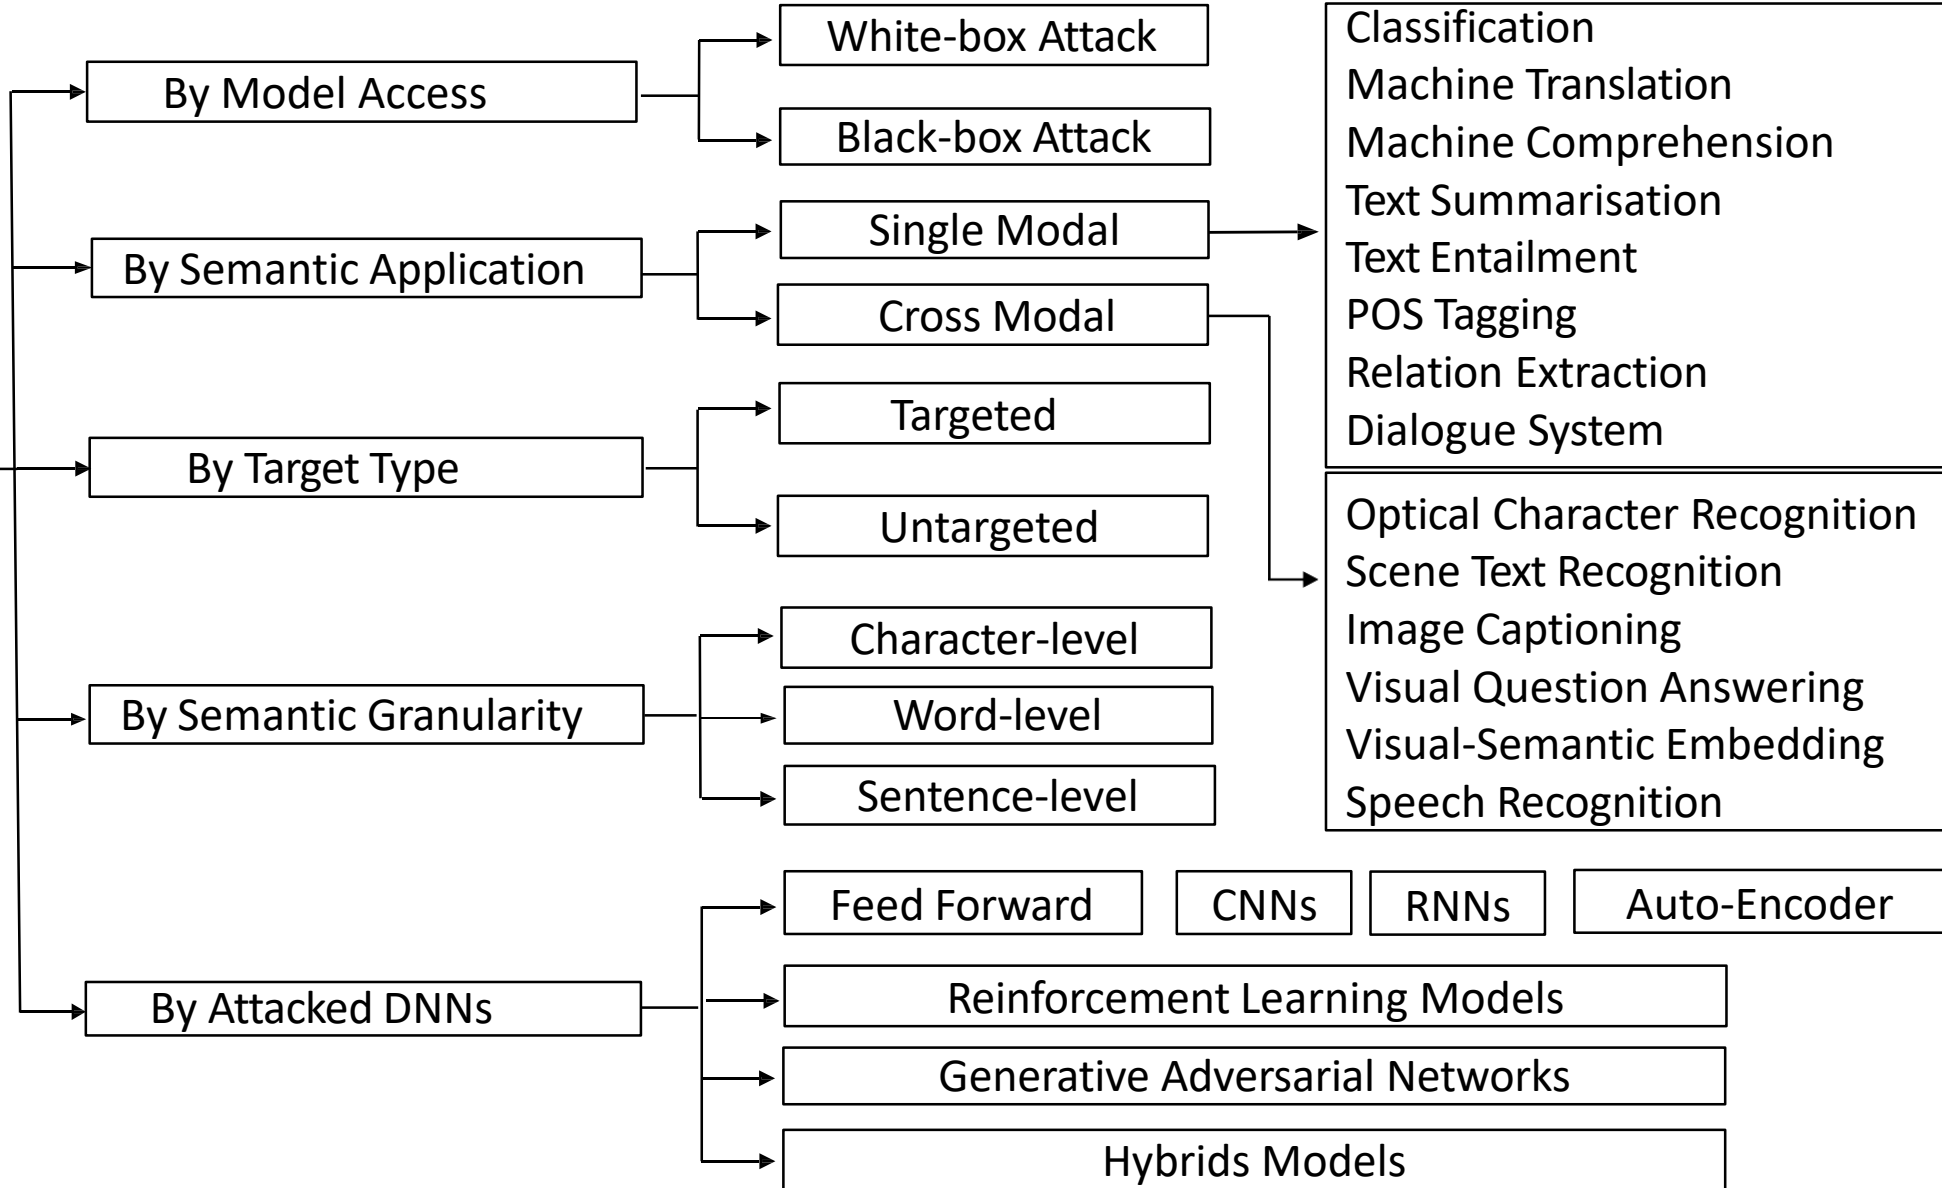 By Model Access
White-box Attack
Black-box Attack
By Semantic Application
Single Modal
Cross Modal
Classification
Machine Translation
Machine Comprehension
Text Summarisation
Text Entailment
POS Tagging
Relation Extraction
Dialogue System
Optical Character Recognition
Scene Text Recognition
Image Captioning
Visual Question Answering
Visual-Semantic Embedding
Speech Recognition
By Target Type
Targeted
Untargeted
By Semantic Granularity
Character-level
Word-level
Sentence-level
By Attacked DNNs
Feed Forward
CNNs
RNNs
Auto-Encoder
Reinforcement Learning Models
Generative Adversarial Networks
Hybrids Models